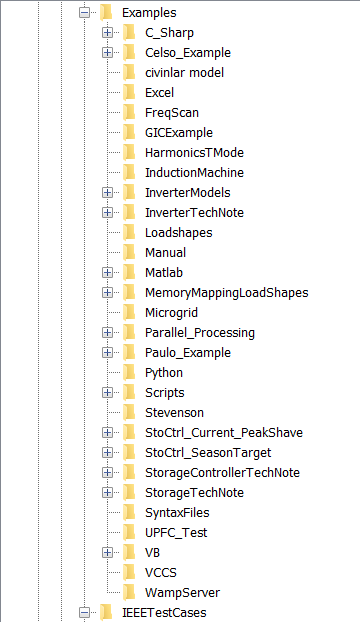 Examples
C_Sharp
Celso_Example
civinlar model
Excel
FreqScan
GICExample
HarmonicsTMode
InductionMachine
InverterModels
InverterTechNote
Loadshapes
Manual
Matlab
MemoryMappingLoadShapes
Microgrid
Parallel_Processing
Paulo_Example
Python
Scripts
Stevenson
StoCtrl_Current_PeakShave
StoCtrl_SeasonTarget
StorageControllerTechNote
StorageTechNote
SyntaxFiles
UPFC_Test
VB
VCCS
WampServer
IEEETestCases